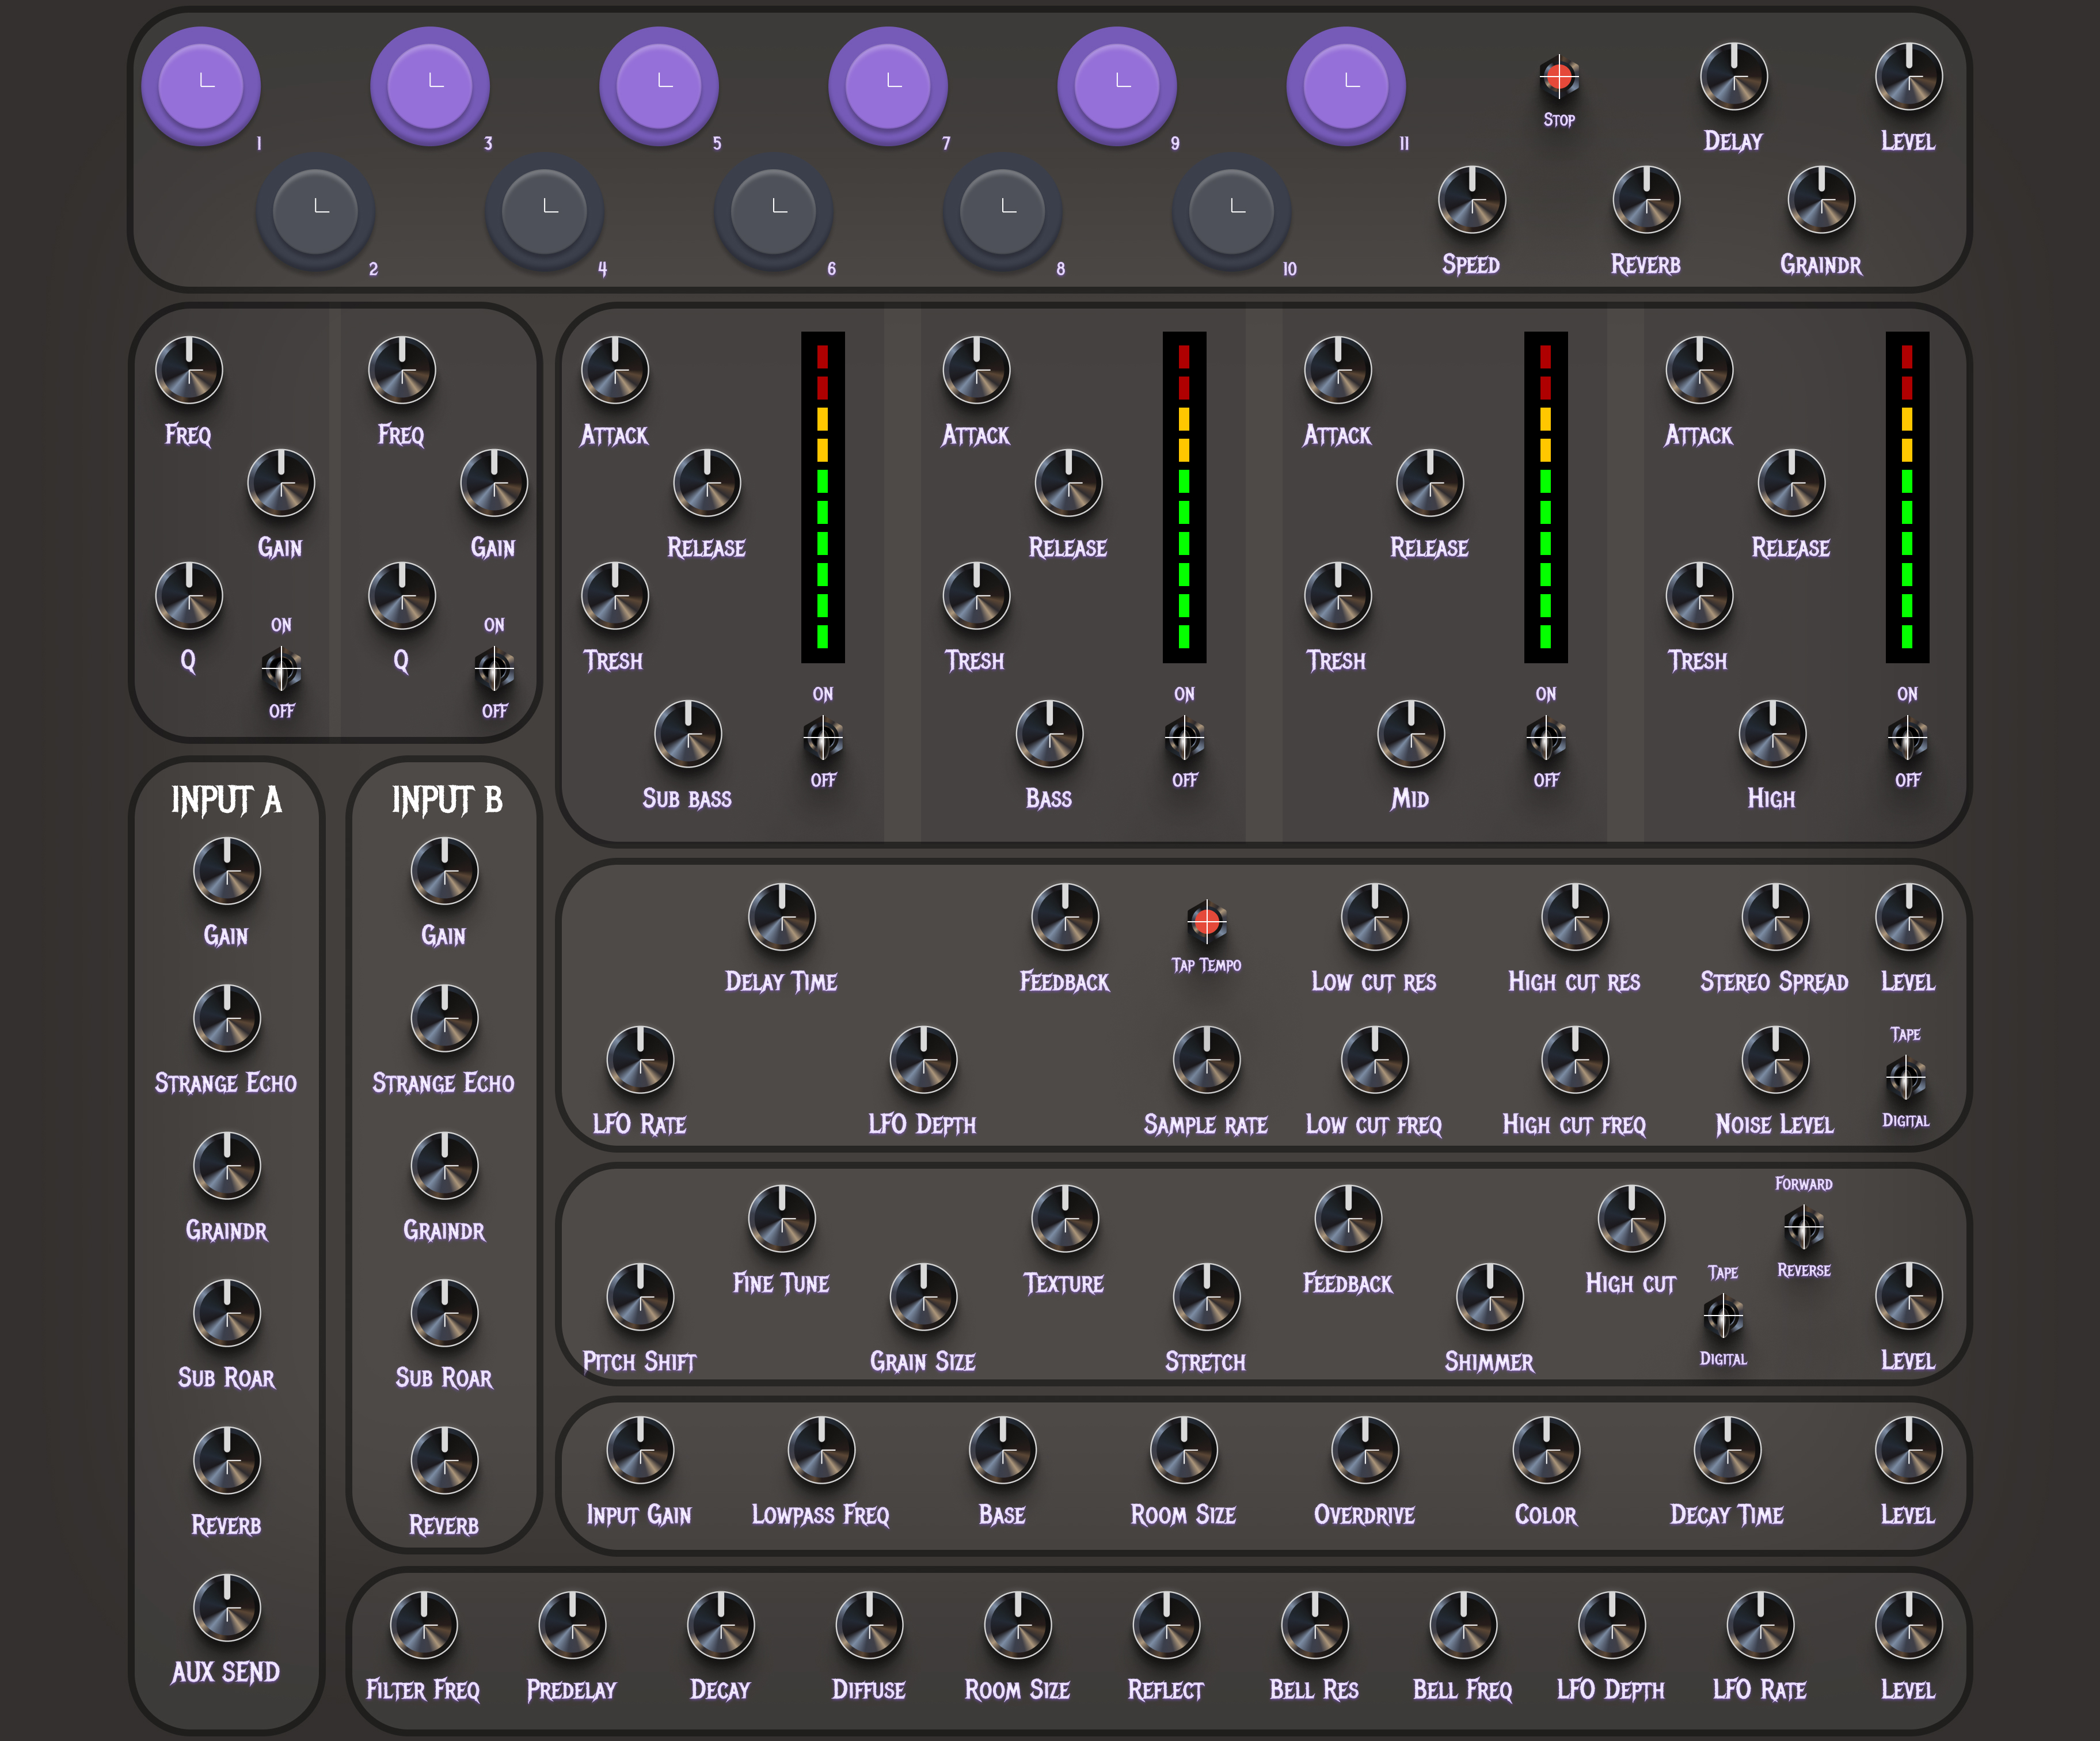 1
3
5
7
9
11
Stop
Delay
Level
2
4
6
8
10
Speed
Reverb
Graindr
Freq
Gain
Q
ON
OFF
Freq
Gain
Q
ON
OFF
Attack
Release
Tresh
Sub bass
ON
OFF
Attack
Release
Tresh
Bass
ON
OFF
Attack
Release
Tresh
Mid
ON
OFF
Attack
Release
Tresh
High
ON
OFF
INPUT A
Gain
Strange Echo
Graindr
Sub Roar
Reverb
AUX SEND
INPUT B
Gain
Strange Echo
Graindr
Sub Roar
Reverb
Delay Time
Feedback
Tap Tempo
Low cut res
High cut res
Stereo Spread
Level
LFO Rate
LFO Depth
Sample rate
Low cut freq
High cut freq
Noise Level
Tape
Digital
Fine Tune
Texture
Feedback
High cut
Forward
Reverse
Pitch Shift
Grain Size
Stretch
Shimmer
Tape
Digital
Level
Input Gain
Lowpass Freq
Base
Room Size
Overdrive
Color
Decay Time
Level
Filter Freq
Predelay
Decay
Diffuse
Room Size
Reflect
Bell Res
Bell Freq
LFO Depth
LFO Rate
Level